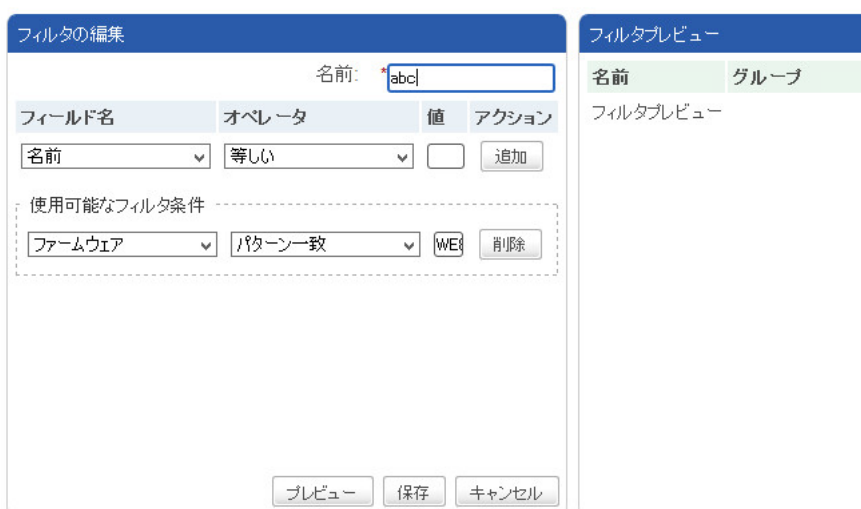 フィルタの編集
名前: *abc
フィールド名 オペレータ 値 アクション
名前 等しい 追加
使用可能なフィルタ条件
ファームウェア パターン一致 WE8 削除
プレビュー 保存 キャンセル
フィルタプレビュー
名前 グループ
フィルタプレビュー